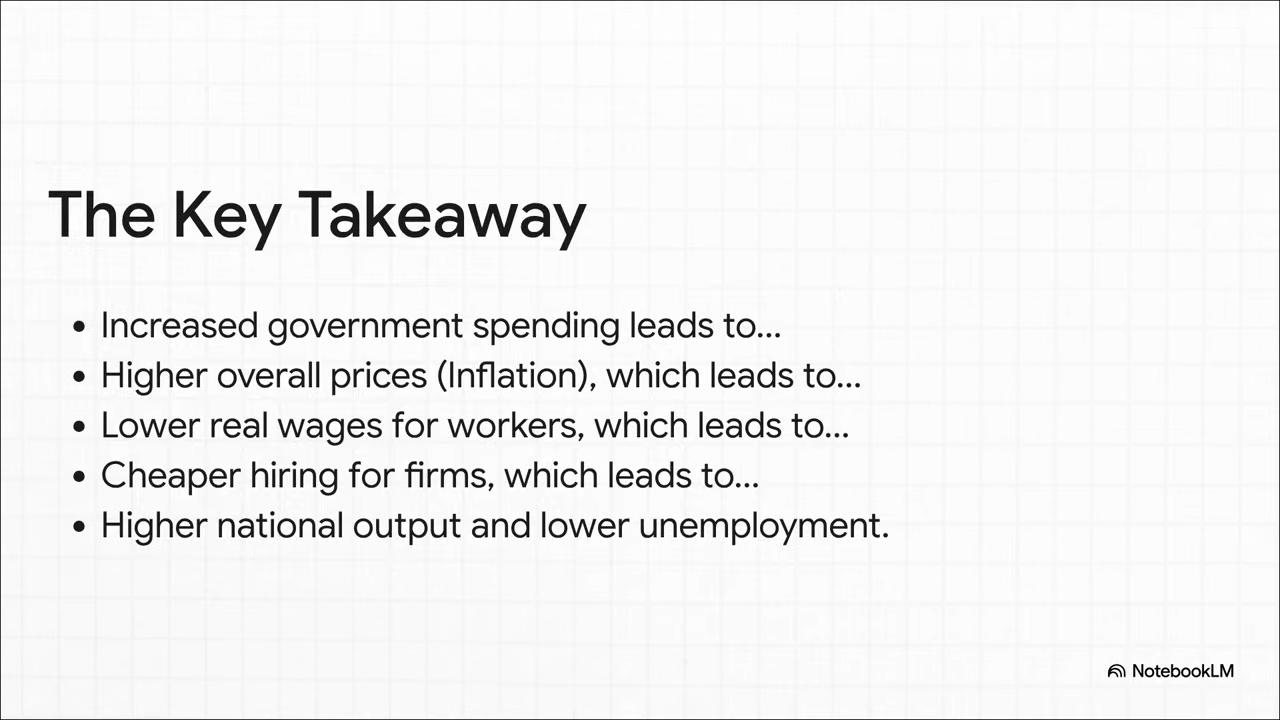 The Key Takeaway
• Increased government spending leads to...
• Higher overall prices (Inflation), which leads to...
• Lower real wages for workers, which leads to...
• Cheaper hiring for firms, which leads to...
• Higher national output and lower unemployment.
NotebookLM